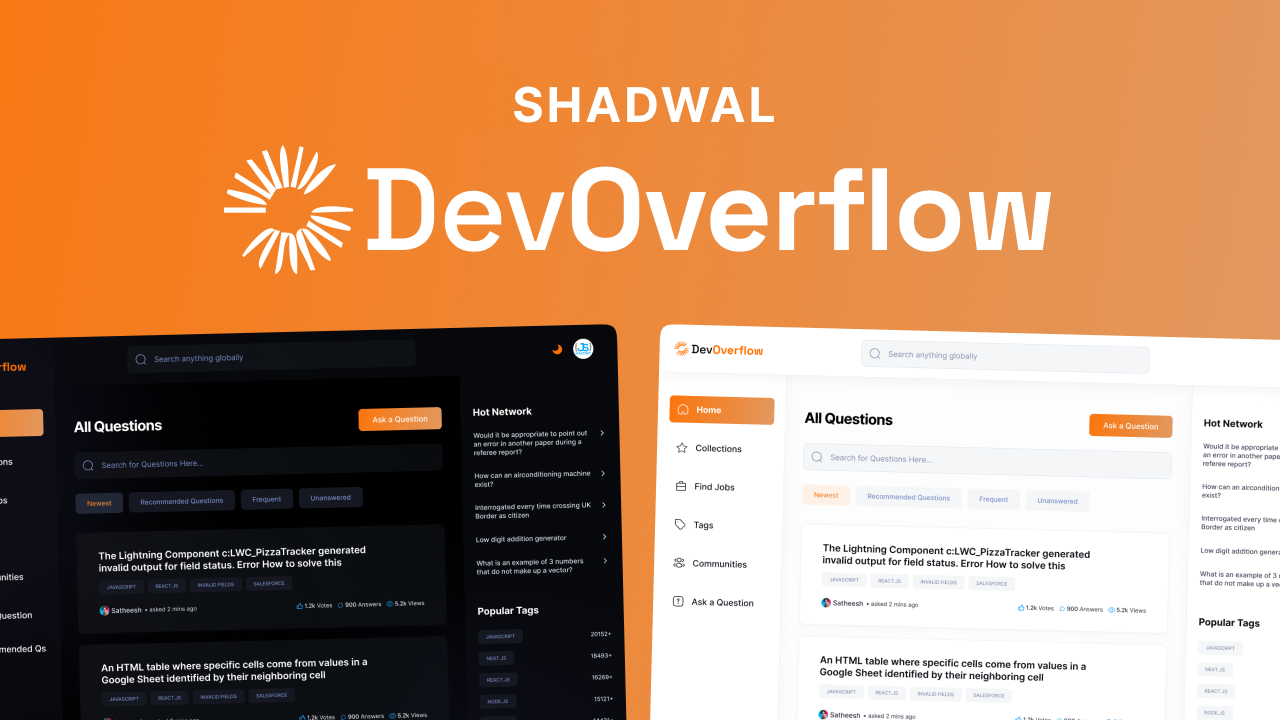 SHADWAL
DevOverflow
rflow
Search anything globally
JS
All Questions
Ask a Question
Search for Questions Here...
Newest
Recommended Questions
Frequent
Unanswered
The Lightning Component c:LWC_PizzaTracker generated
invalid output for field status. Error How to solve this
JAVASCRIPT
REACT.JS
INVALID FIELDS
SALESFORCE
Satheesh • asked 2 mins ago
1.2k Votes
900 Answers
5.2k Views
An HTML table where specific cells come from values in a
Google Sheet identified by their neighboring cell
JAVASCRIPT
REACT.JS
INVALID FIELDS
SALESFORCE
1.2k Votes
900 Answers
5.2k Views
ons
bs
unities
Question
mended Qs
Hot Network
Would it be appropriate to point out
an error in another paper during a
referee report?
How can an airconditioning machine
exist?
Interrogated every time crossing UK
Border as citizen
Low digit addition generator
What is an example of 3 numbers
that do not make up a vector?
Popular Tags
JAVASCRIPT 20152+
NEXT.JS 18493+
REACT.JS 16269+
NODE.JS 15121+
DevOverflow
Search anything globally
Home
Collections
Find Jobs
Tags
Communities
Ask a Question
All Questions
Ask a Question
Search for Questions Here...
Newest
Recommended Questions
Frequent
Unanswered
The Lightning Component c:LWC_PizzaTracker generated
invalid output for field status. Error How to solve this
JAVASCRIPT
REACT.JS
INVALID FIELDS
SALESFORCE
Satheesh • asked 2 mins ago
1.2k Votes
900 Answers
5.2k Views
An HTML table where specific cells come from values in a
Google Sheet identified by their neighboring cell
JAVASCRIPT
REACT.JS
INVALID FIELDS
SALESFORCE
Satheesh • asked 2 mins ago
Hot Network
Would it be appropriate
an error in another pape
referee report?
How can an aircondition
exist?
Interrogated every time c
Border as citizen
Low digit addition genera
What is an example of 3
that do not make up a ve
Popular Tags
JAVASCRIPT
NEXT.JS
REACT.JS
NODE.JS